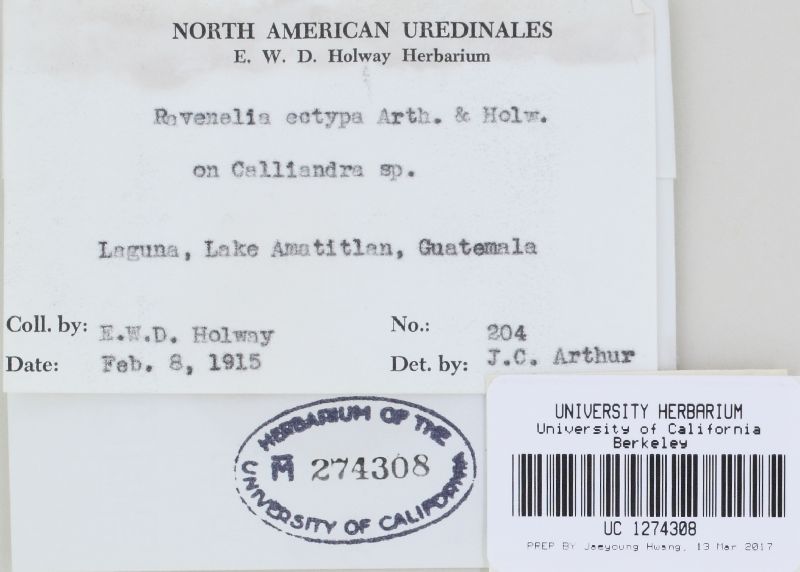 NORTH AMERICAN UREDINALES
E. W. D. Holway Herbarium
Ravenelia ectypa Arth. & Holw.
on Calliandra sp.
Laguna, Lake Amatitlan, Guatemala
Coll. by: E.W.D. Holway No.: 204
Date: Feb. 8, 1915 Det. by: J.C. Arthur
HERBARIUM OF THE
M 274308
UNIVERSITY OF CALIFORNIA
UNIVERSITY HERBARIUM
University of California
Berkeley
UC 1274308
PREP BY Jaeyoung Hwang, 13 Mar 2017